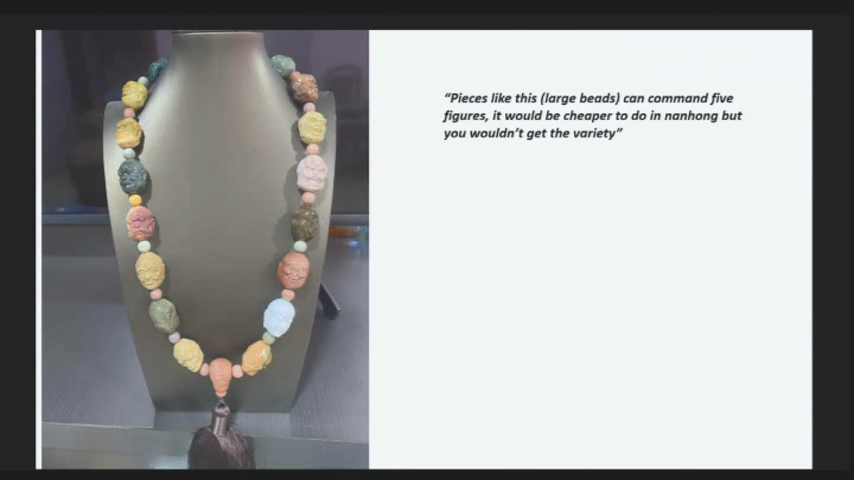 “Pieces like this (large beads) can command five
figures, it would be cheaper to do in nanhong but
you wouldn’t get the variety”